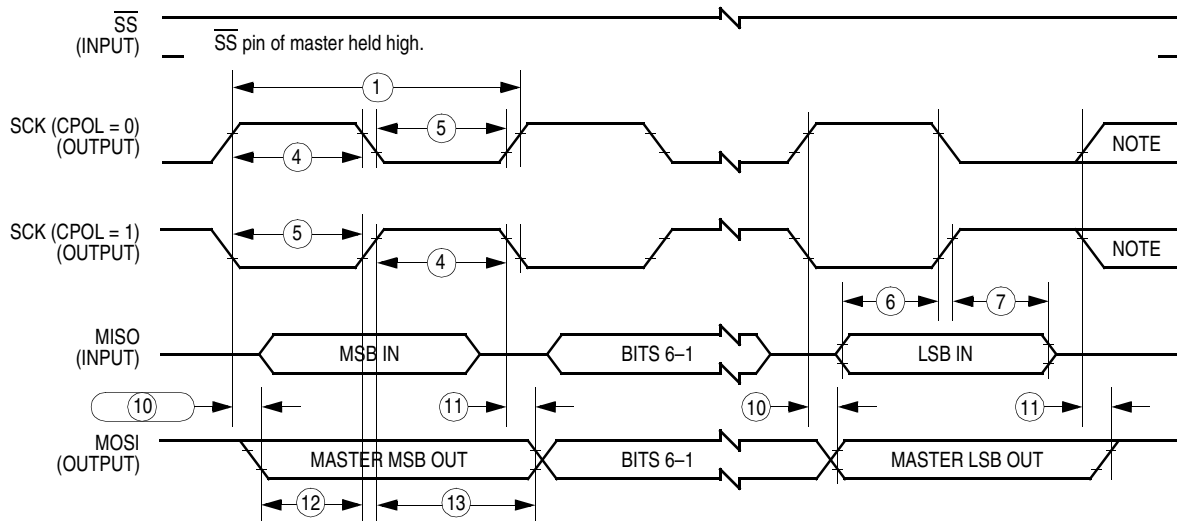 SS
(INPUT)
SS pin of master held high.
1
SCK (CPOL = 0)
(OUTPUT)
5
4
NOTE
SCK (CPOL = 1)
(OUTPUT)
5
4
NOTE
6
7
MISO
(INPUT)
MSB IN
BITS 6–1
LSB IN
10
11
10
11
MOSI
(OUTPUT)
MASTER MSB OUT
BITS 6–1
MASTER LSB OUT
12
13